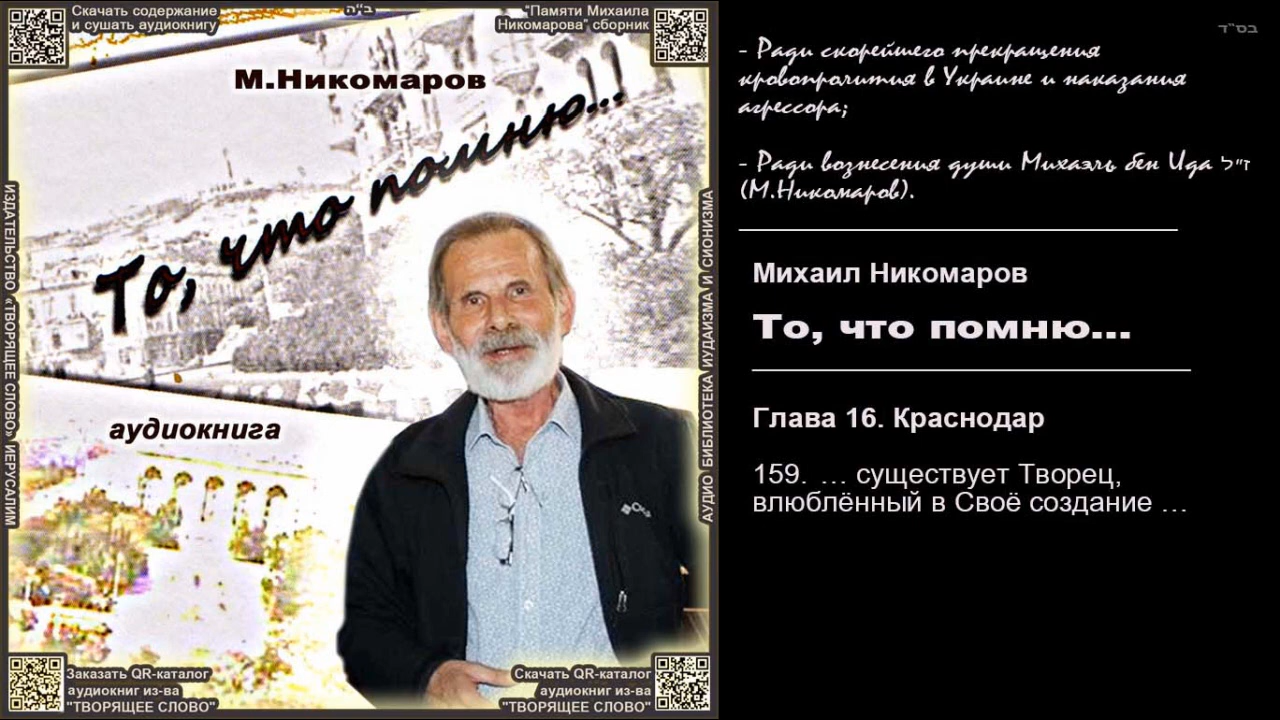 Скачать содержание
и сушать аудиокнигу
ב"ה
"Памяти Михаила
Никомарова" сборник
М.Никомаров
То, что помню...
аудиокнига
ИЗДАТЕЛЬСТВО «ТВОРЯЩЕЕ СЛОВО» ИЕРУСАЛИМ
АУДИО БИБЛИОТЕКА ИУДАИЗМА И СИОНИЗМА
Заказать QR-каталог
аудиокниг из-ва
"ТВОРЯЩЕЕ СЛОВО"
Скачать QR-каталог
аудиокниг из-ва
"ТВОРЯЩЕЕ СЛОВО"
בס"ד
- Ради скорейшего прекращения
кровопролития в Украине и наказания
агрессора;
- Ради вознесения души Михаэль бен Ида ז"ל
(М.Никомаров).
Михаил Никомаров
То, что помню...
Глава 16. Краснодар
159. … существует Творец,
влюблённый в Своё создание …